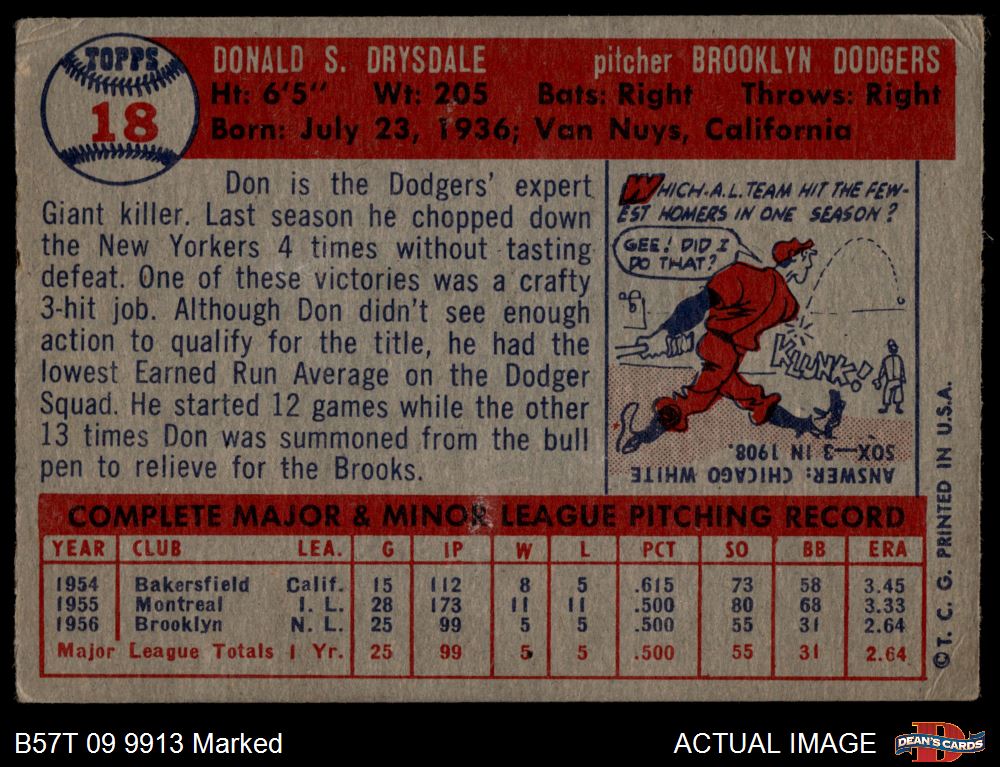 TOPPS
18
DONALD S. DRYSDALE pitcher BROOKLYN DODGERS
Ht: 6'5" Wt: 205 Bats: Right Throws: Right
Born: July 23, 1936; Van Nuys, California
Don is the Dodgers' expert
Giant killer. Last season he chopped down
the New Yorkers 4 times without tasting
defeat. One of these victories was a crafty
3-hit job. Although Don didn't see enough
action to qualify for the title, he had the
lowest Earned Run Average on the Dodger
Squad. He started 12 games while the other
13 times Don was summoned from the bull
pen to relieve for the Brooks.
WHICH A.L. TEAM HIT THE FEW-
EST HOMERS IN ONE SEASON?
GEE! DID I
DO THAT?
KLUNK!
ANSWER: CHICAGO WHITE
SOX—3 IN 1908.
COMPLETE MAJOR & MINOR LEAGUE PITCHING RECORD
YEAR CLUB LEA. G IP W L PCT SO BB ERA
1954 Bakersfield Calif. 15 112 8 5 .615 73 58 3.45
1955 Montreal I. L. 28 173 11 11 .500 80 68 3.33
1956 Brooklyn N. L. 25 99 5 5 .500 55 31 2.64
Major League Totals 1 Yr. 25 99 5 5 .500 55 31 2.64
© T. C. G. PRINTED IN U.S.A.
B57T 09 9913 Marked
ACTUAL IMAGE
D
DEAN'S CARDS